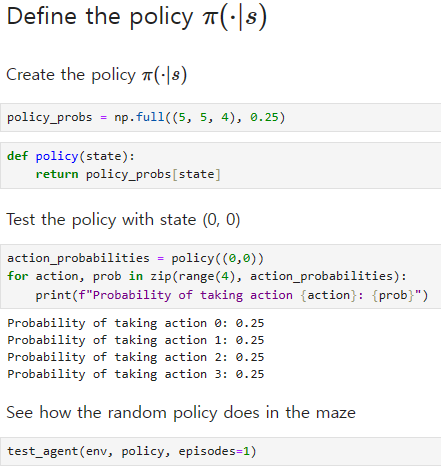 Define the policy π(·|s)
Create the policy π(·|s)
policy_probs = np.full((5, 5, 4), 0.25)
def policy(state):
    return policy_probs[state]
Test the policy with state (0, 0)
action_probabilities = policy((0,0))
for action, prob in zip(range(4), action_probabilities):
    print(f"Probability of taking action {action}: {prob}")
Probability of taking action 0: 0.25
Probability of taking action 1: 0.25
Probability of taking action 2: 0.25
Probability of taking action 3: 0.25
See how the random policy does in the maze
test_agent(env, policy, episodes=1)